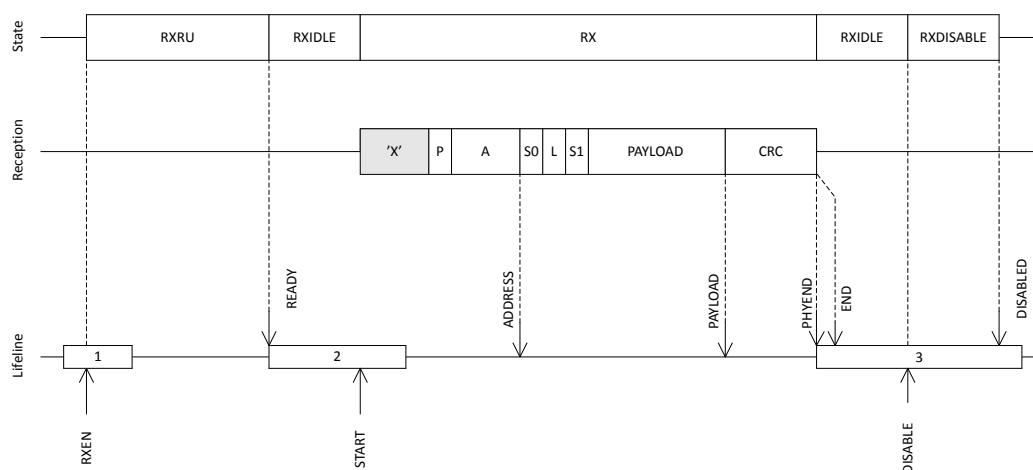 State
RXRU
RXIDLE
RX
RXIDLE
RXDISABLE
Reception
'X'
P
A
S0
L
S1
PAYLOAD
CRC
READY
ADDRESS
PAYLOAD
PHYEND
END
DISABLED
Lifeline
1
2
3
RXEN
START
DISABLE